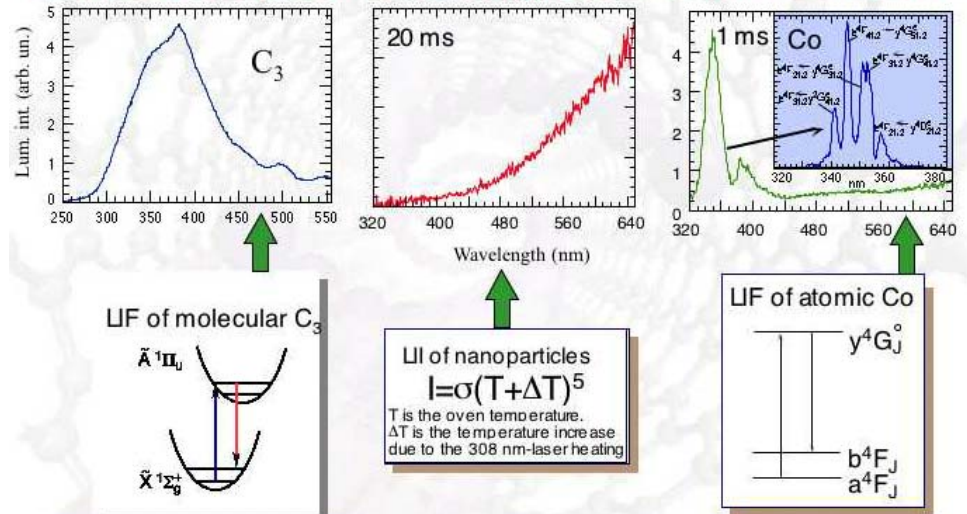 Lum. int. (arb. un.)
5
4
3
2
1
0
C₃
250 300 350 400 450 500 550
20 ms
320 400 480 560 640
Wavelength (nm)
1 ms
Co
4
3
2
1
0
320 400 480 560 640
320 340 360 380
nm
LIF of molecular C₃
Ã ¹Πᵤ
X̃ ¹Σg⁺
LII of nanoparticles
I=σ(T+ΔT)⁵
T is the oven temperature.
ΔT is the temperature increase
due to the 308 nm-laser heating
LIF of atomic Co
y⁴G°J
b⁴FJ
a⁴FJ